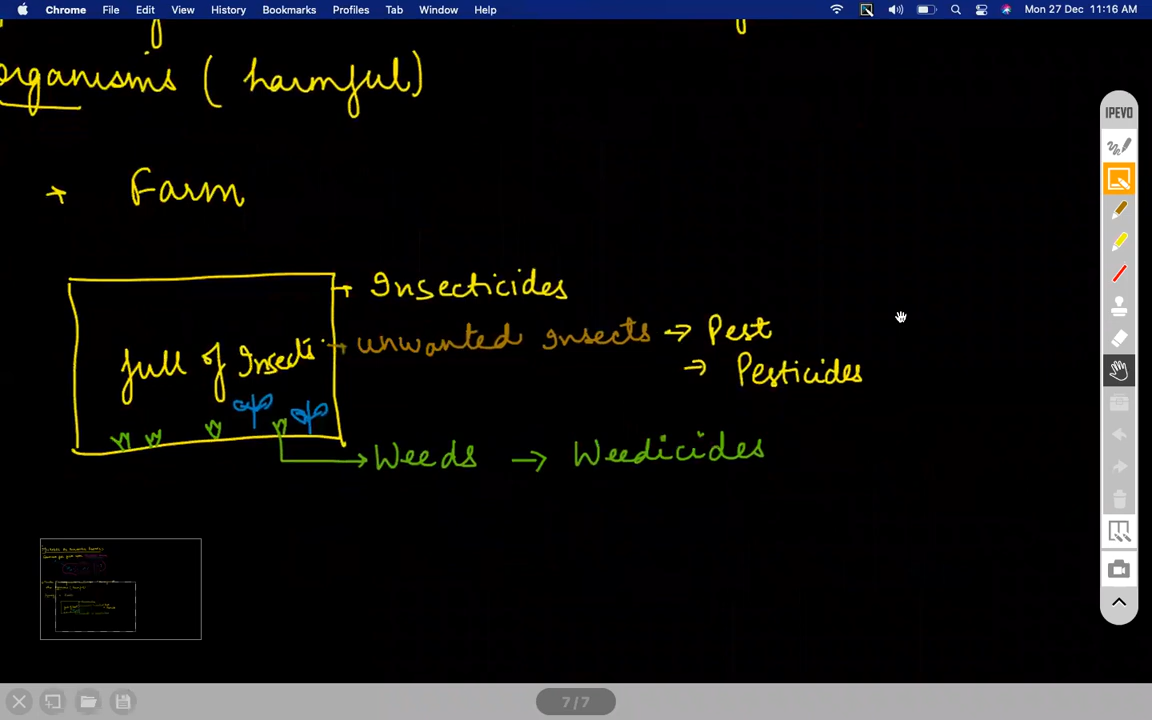 Chrome File Edit View History Bookmarks Profiles Tab Window Help Mon 27 Dec 11:16 AM
organisms ( harmful )
IPEVO
Farm
Insecticides
full of Insects
unwanted insects → Pest
→ Pesticides
Weeds → Weedicides
7/7